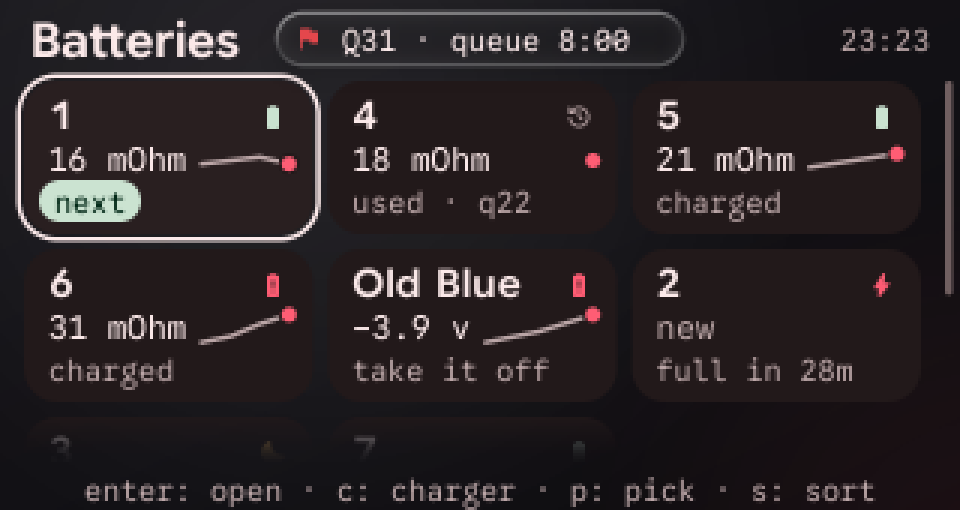 Batteries
Q31 · queue 8:00
23:23
1
16 mOhm
next
4
18 mOhm
used · q22
5
21 mOhm
charged
6
31 mOhm
charged
Old Blue
-3.9 v
take it off
2
new
full in 28m
3
7
enter: open · c: charger · p: pick · s: sort